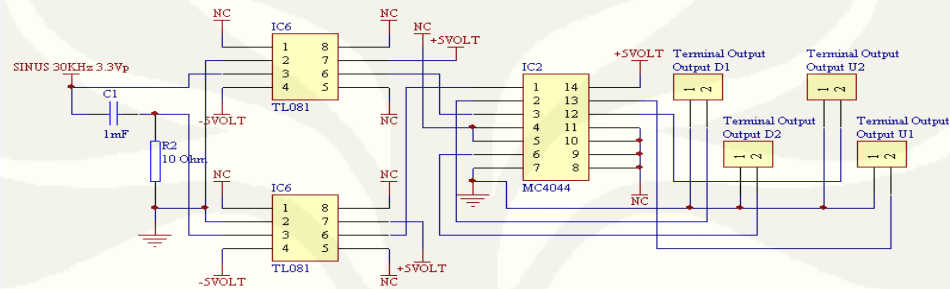 NC
IC6
NC
NC
+5VOLT
1 8
2 7
3 6
4 5
TL081
-5VOLT
NC
SINUS 30KHz 3.3Vp
C1
1mF
R2
10 Ohm
NC
IC6
NC
1 8
2 7
3 6
4 5
TL081
-5VOLT
NC
+5VOLT
IC2
+5VOLT
1 14
2 13
3 12
4 11
5 10
6 9
7 8
MC4044
NC
Terminal Output
Output D1
1 2
Terminal Output
Output U2
1 2
Terminal Output
Output D2
1 2
Terminal Output
Output U1
1 2